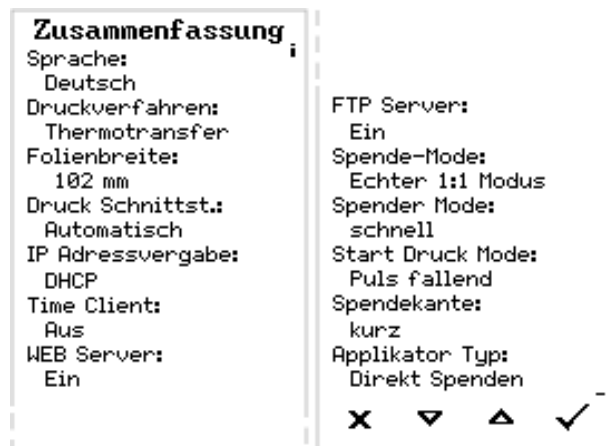 Zusammenfassung
Sprache:
Deutsch
Druckverfahren:
Thermotransfer
Folienbreite:
102 mm
Druck Schnittst.:
Automatisch
IP Adressvergabe:
DHCP
Time Client:
Aus
WEB Server:
Ein
FTP Server:
Ein
Spende-Mode:
Echter 1:1 Modus
Spender Mode:
schnell
Start Druck Mode:
Puls fallend
Spendekante:
kurz
Applikator Typ:
Direkt Spenden